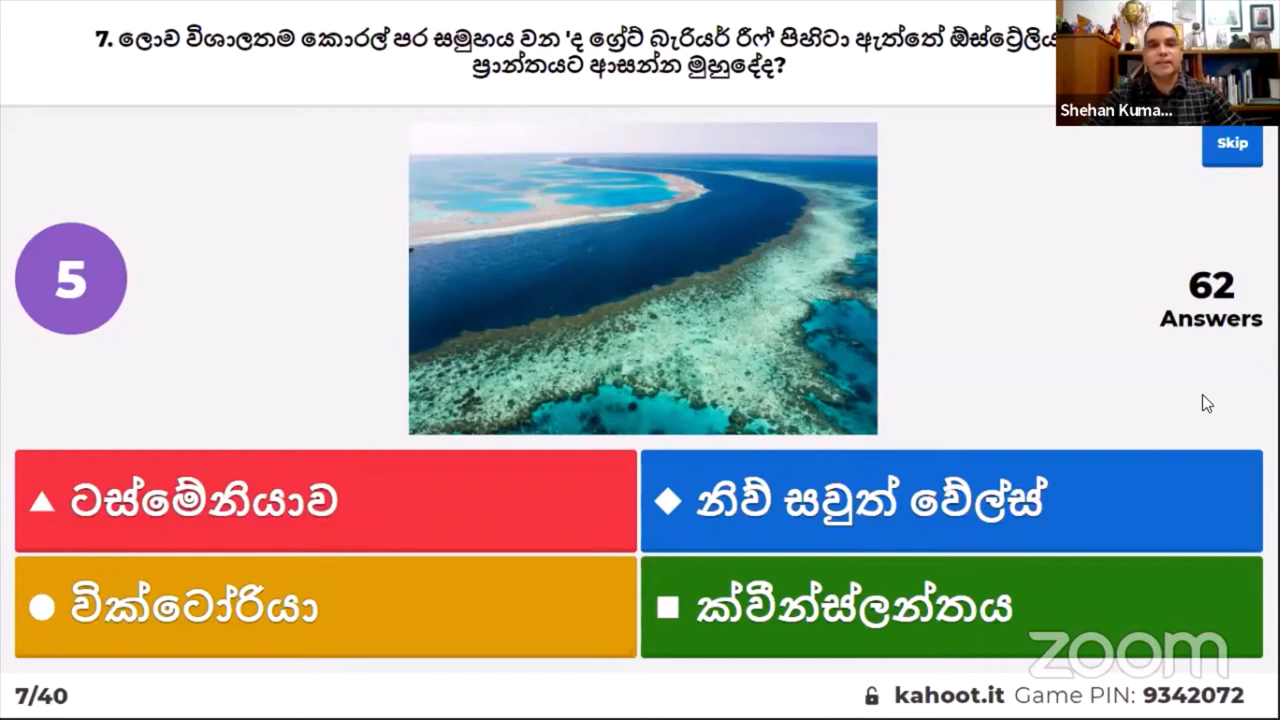 7. ලොව විශාලතම කොරල් පර සමුහය වන 'ද ග්‍රේට් බැරියර් රීෆ්' පිහිටා ඇත්තේ ඕස්ට්‍රේලිය
ප්‍රාන්තයට ආසන්න මුහුදේද?
Shehan Kuma...
Skip
5
62
Answers
ටස්මේනියාව
නිව් සවුත් වේල්ස්
වික්ටෝරියා
ක්වීන්ස්ලන්තය
zoom
7/40
kahoot.it Game PIN: 9342072